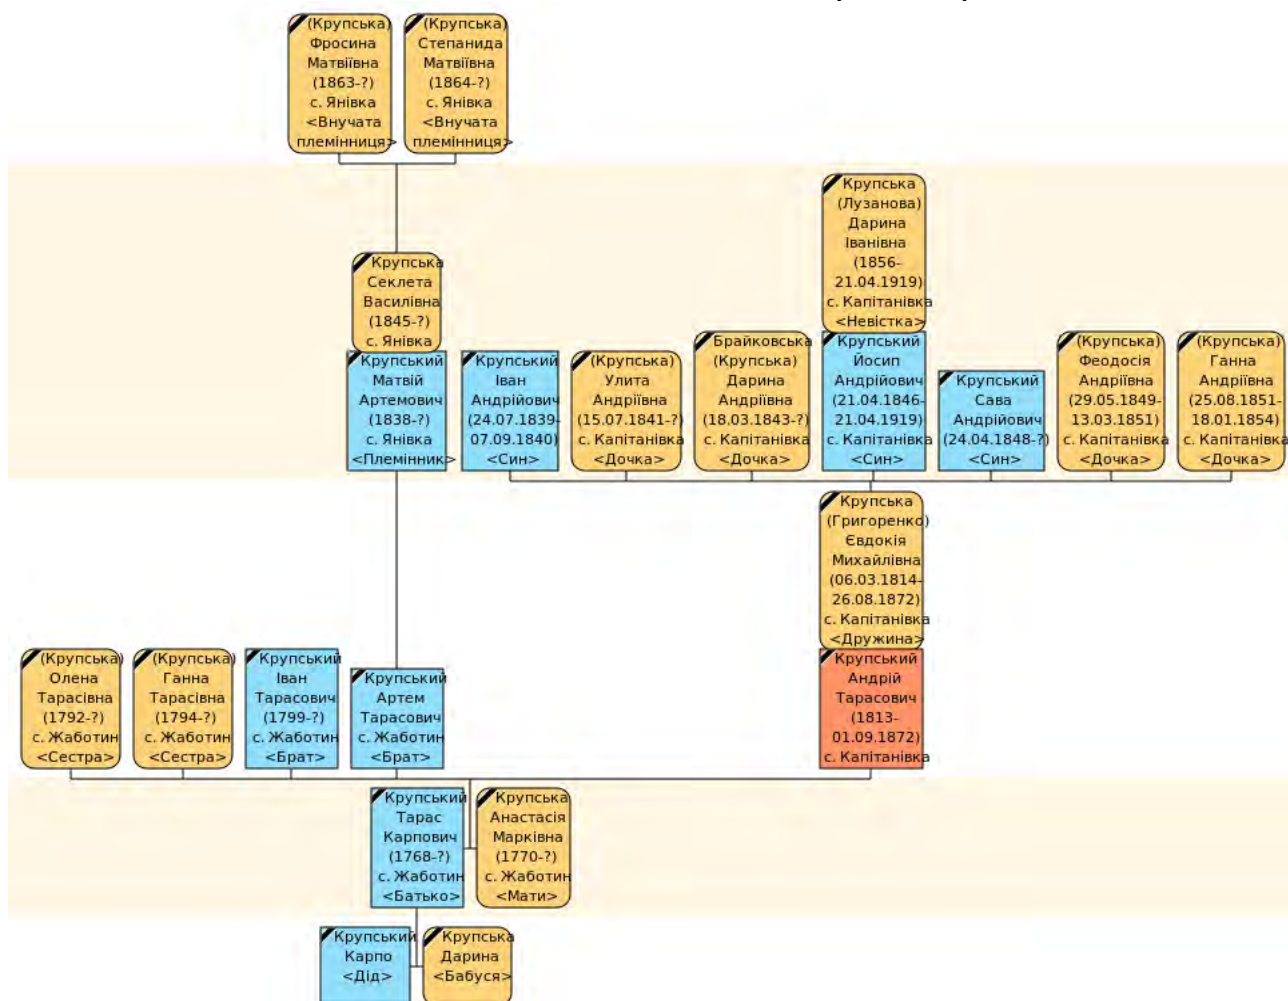 (Крупська)
Фросина
Матвіївна
(1863-?)
с. Янівка
<Внучата
племінниця>
(Крупська)
Степанида
Матвіївна
(1864-?)
с. Янівка
<Внучата
племінниця>
Крупська
(Лузанова)
Дарина
Іванівна
(1856-
21.04.1919)
с. Капітанівка
<Невістка>
Крупська
Секлета
Василівна
(1845-?)
с. Янівка
Крупський
Матвій
Артемович
(1838-?)
с. Янівка
<Племінник>
Крупський
Іван
Андрійович
(24.07.1839-
07.09.1840)
<Син>
(Крупська)
Улита
Андріївна
(15.07.1841-?)
с. Капітанівка
<Дочка>
Брайковська
(Крупська)
Дарина
Андріївна
(18.03.1843-?)
с. Капітанівка
<Дочка>
Крупський
Йосип
Андрійович
(21.04.1846-
21.04.1919)
с. Капітанівка
<Син>
Крупський
Сава
Андрійович
(24.04.1848-?)
<Син>
(Крупська)
Феодосія
Андріївна
(29.05.1849-
13.03.1851)
с. Капітанівка
<Дочка>
(Крупська)
Ганна
Андріївна
(25.08.1851-
18.01.1854)
с. Капітанівка
<Дочка>
Крупська
(Григоренко)
Євдокія
Михайлівна
(06.03.1814-
26.08.1872)
с. Капітанівка
<Дружина>
(Крупська)
Олена
Тарасівна
(1792-?)
с. Жаботин
<Сестра>
(Крупська)
Ганна
Тарасівна
(1794-?)
с. Жаботин
<Сестра>
Крупський
Іван
Тарасович
(1799-?)
с. Жаботин
<Брат>
Крупський
Артем
Тарасович
с. Жаботин
<Брат>
Крупський
Андрій
Тарасович
(1813-
01.09.1872)
с. Капітанівка
Крупський
Тарас
Карпович
(1768-?)
с. Жаботин
<Батько>
Крупська
Анастасія
Марківна
(1770-?)
с. Жаботин
<Мати>
Крупський
Карпо
<Дід>
Крупська
Дарина
<Бабуся>